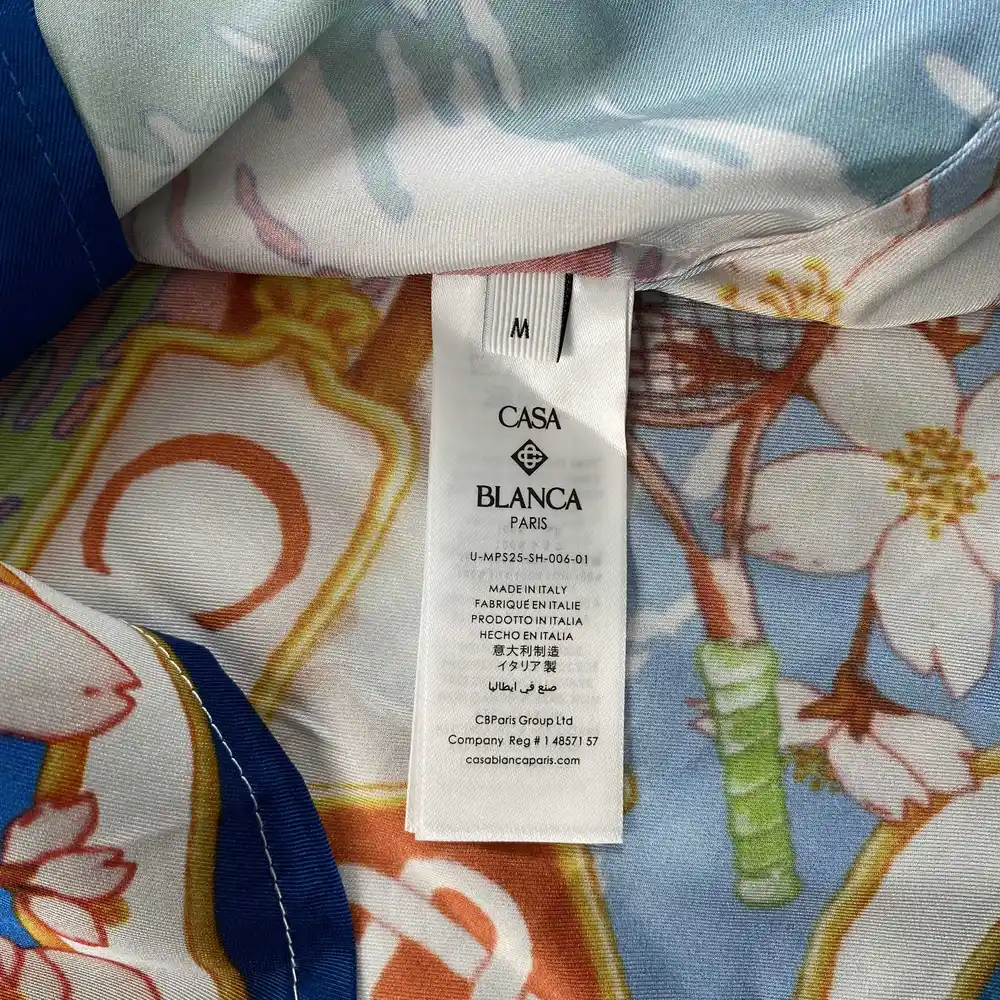 M
CASA
BLANCA
PARIS
U-MPS25-SH-006-01
MADE IN ITALY
FABRIQUÉ EN ITALIE
PRODOTTO IN ITALIA
HECHO EN ITALIA
意大利制造
イタリア製
صنع في ايطاليا
CBParis Group Ltd
Company Reg # 1 4857157
casablancaparis.com